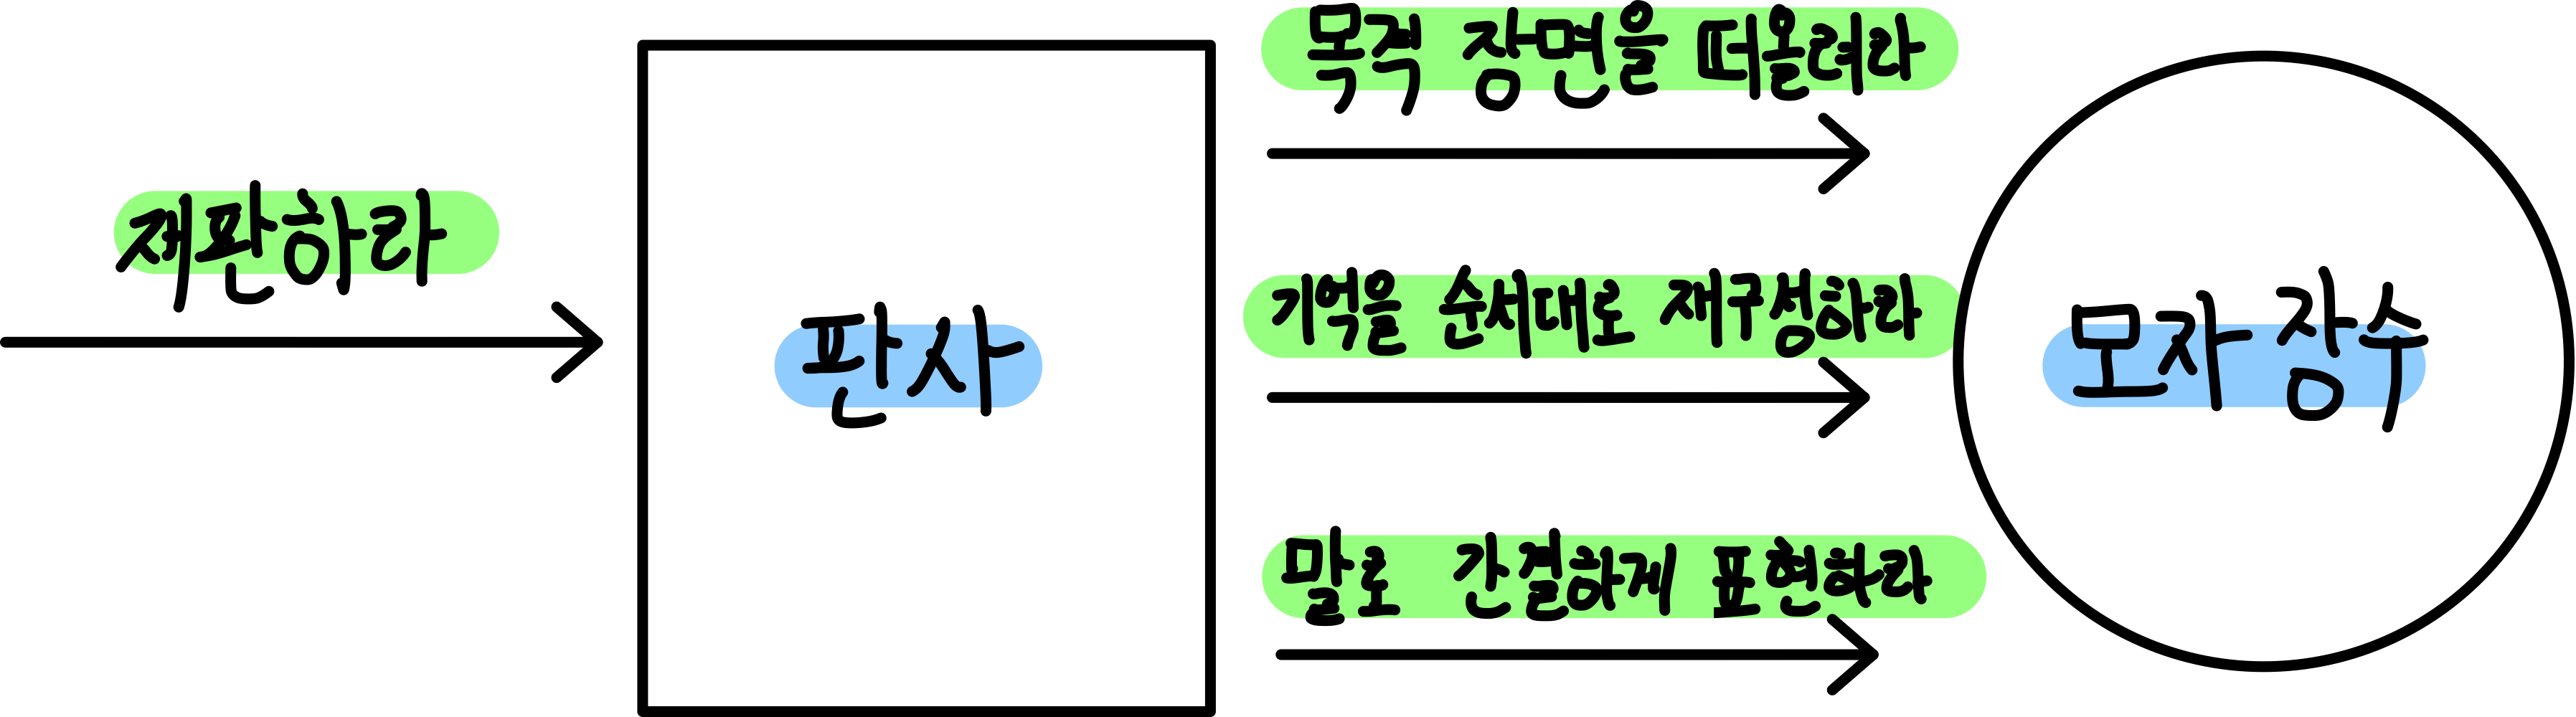 재판하라
판사
목죽 장면을 떠올려라
기억을 순서대로 재구성하라
말로 간결하게 표현하라
모자 장수